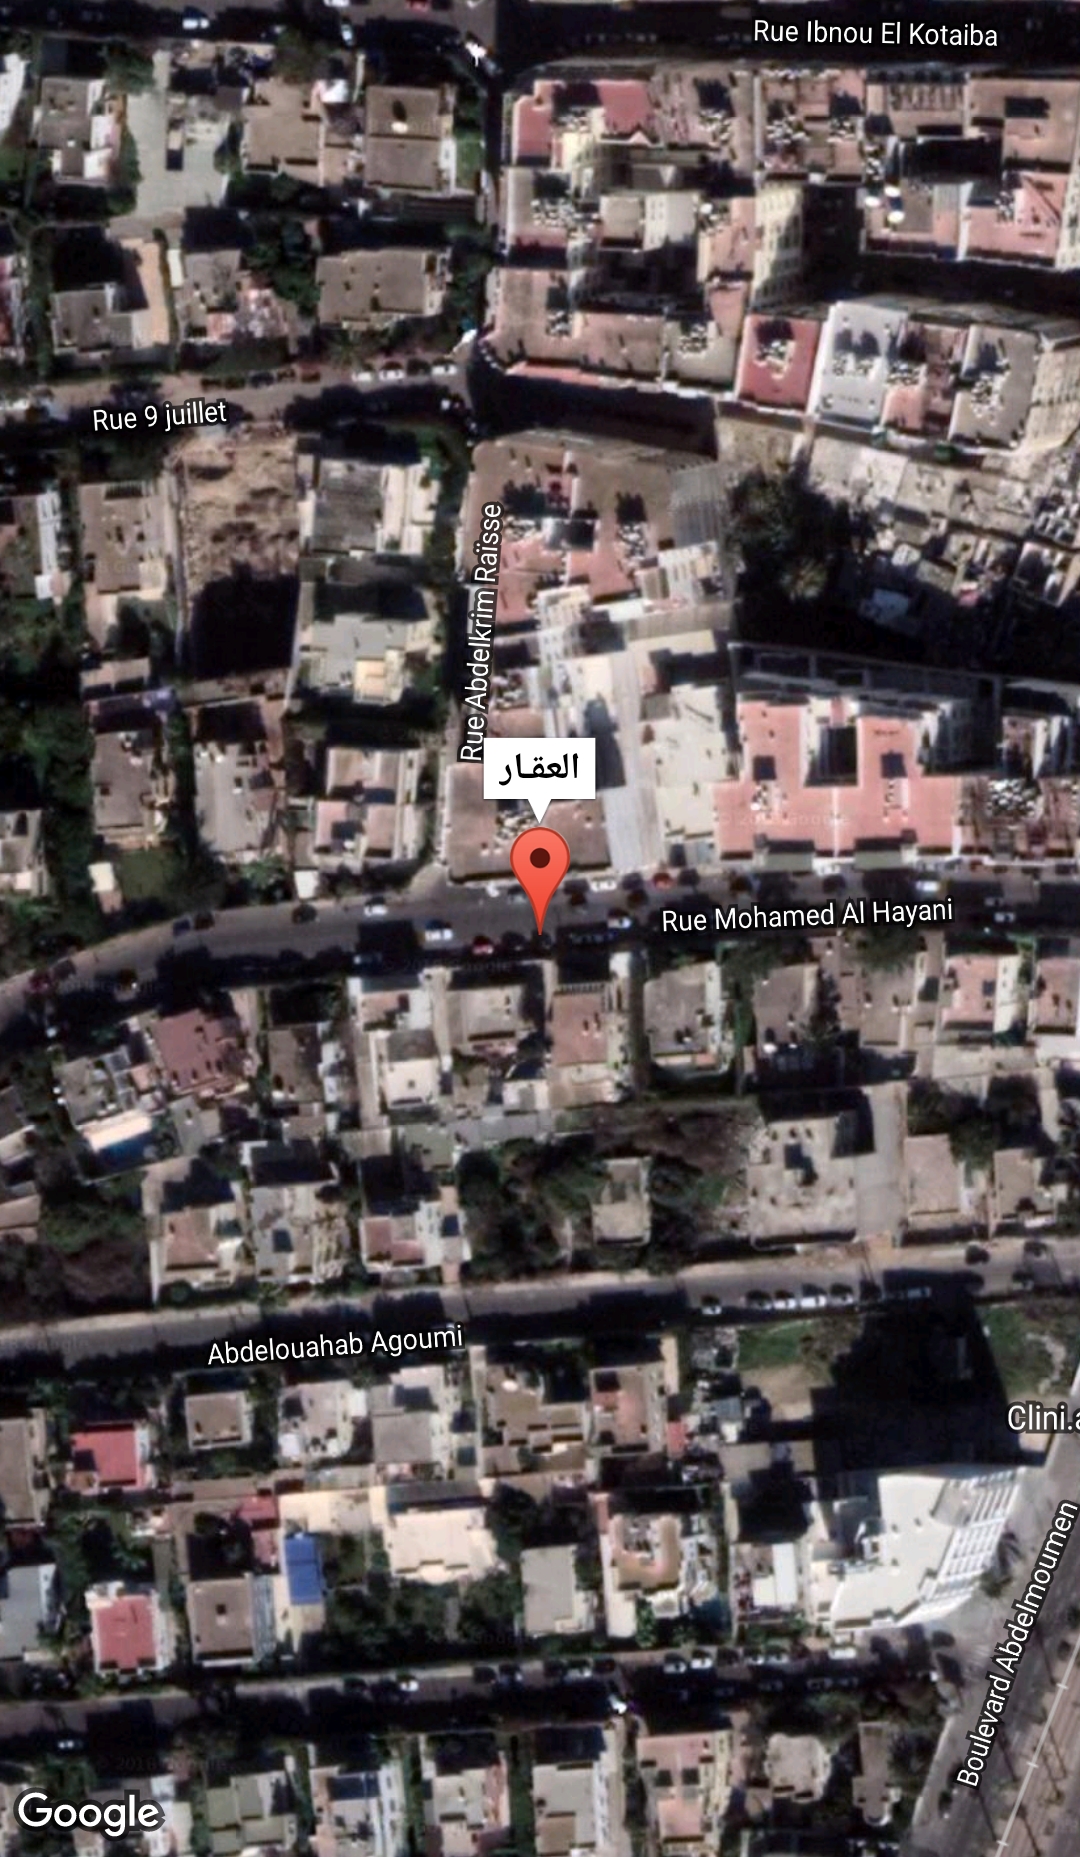 Rue Ibnou El Kotaiba
Rue 9 juillet
Rue Abdelkrim Raïsse
العقار
Rue Mohamed Al Hayani
Abdelouahab Agoumi
Clini.a
Boulevard Abdelmoumen
Google